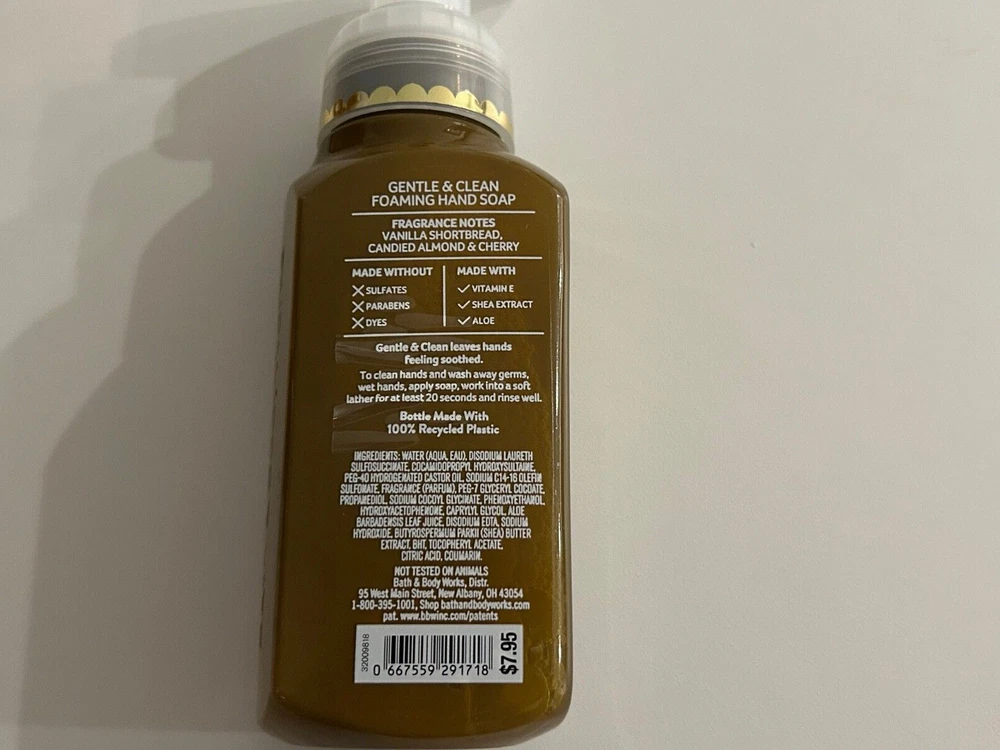 GENTLE & CLEAN
FOAMING HAND SOAP
FRAGRANCE NOTES
VANILLA SHORTBREAD,
CANDIED ALMOND & CHERRY
MADE WITHOUT
SULFATES
PARABENS
DYES
MADE WITH
VITAMIN E
SHEA EXTRACT
ALOE
Gentle & Clean leaves hands
feeling soothed.
To clean hands and wash away germs,
wet hands, apply soap, work into a soft
lather for at least 20 seconds and rinse well.
Bottle Made With
100% Recycled Plastic
INGREDIENTS: WATER (AQUA, EAU), DISODIUM LAURETH
SULFOSUCCINATE, COCAMIDOPROPYL HYDROXYSULTAINE,
PEG-40 HYDROGENATED CASTOR OIL, SODIUM C14-16 OLEFIN
SULFONATE, FRAGRANCE (PARFUM), PEG-7 GLYCERYL COCOATE,
PROPANEDIOL, SODIUM COCOYL GLYCINATE, PHENOXYETHANOL,
HYDROXYACETOPHENONE, CAPRYLYL GLYCOL, ALOE
BARBADENSIS LEAF JUICE, DISODIUM EDTA, SODIUM
HYDROXIDE, BUTYROSPERMUM PARKII (SHEA) BUTTER
EXTRACT, BHT, TOCOPHERYL ACETATE,
CITRIC ACID, COUMARIN.
NOT TESTED ON ANIMALS
Bath & Body Works, Distr.
95 West Main Street, New Albany, OH 43054
1-800-395-1001, Shop bathandbodyworks.com
pat. www.bbwinc.com/patents
32009818
0 667559 291718
$7.95